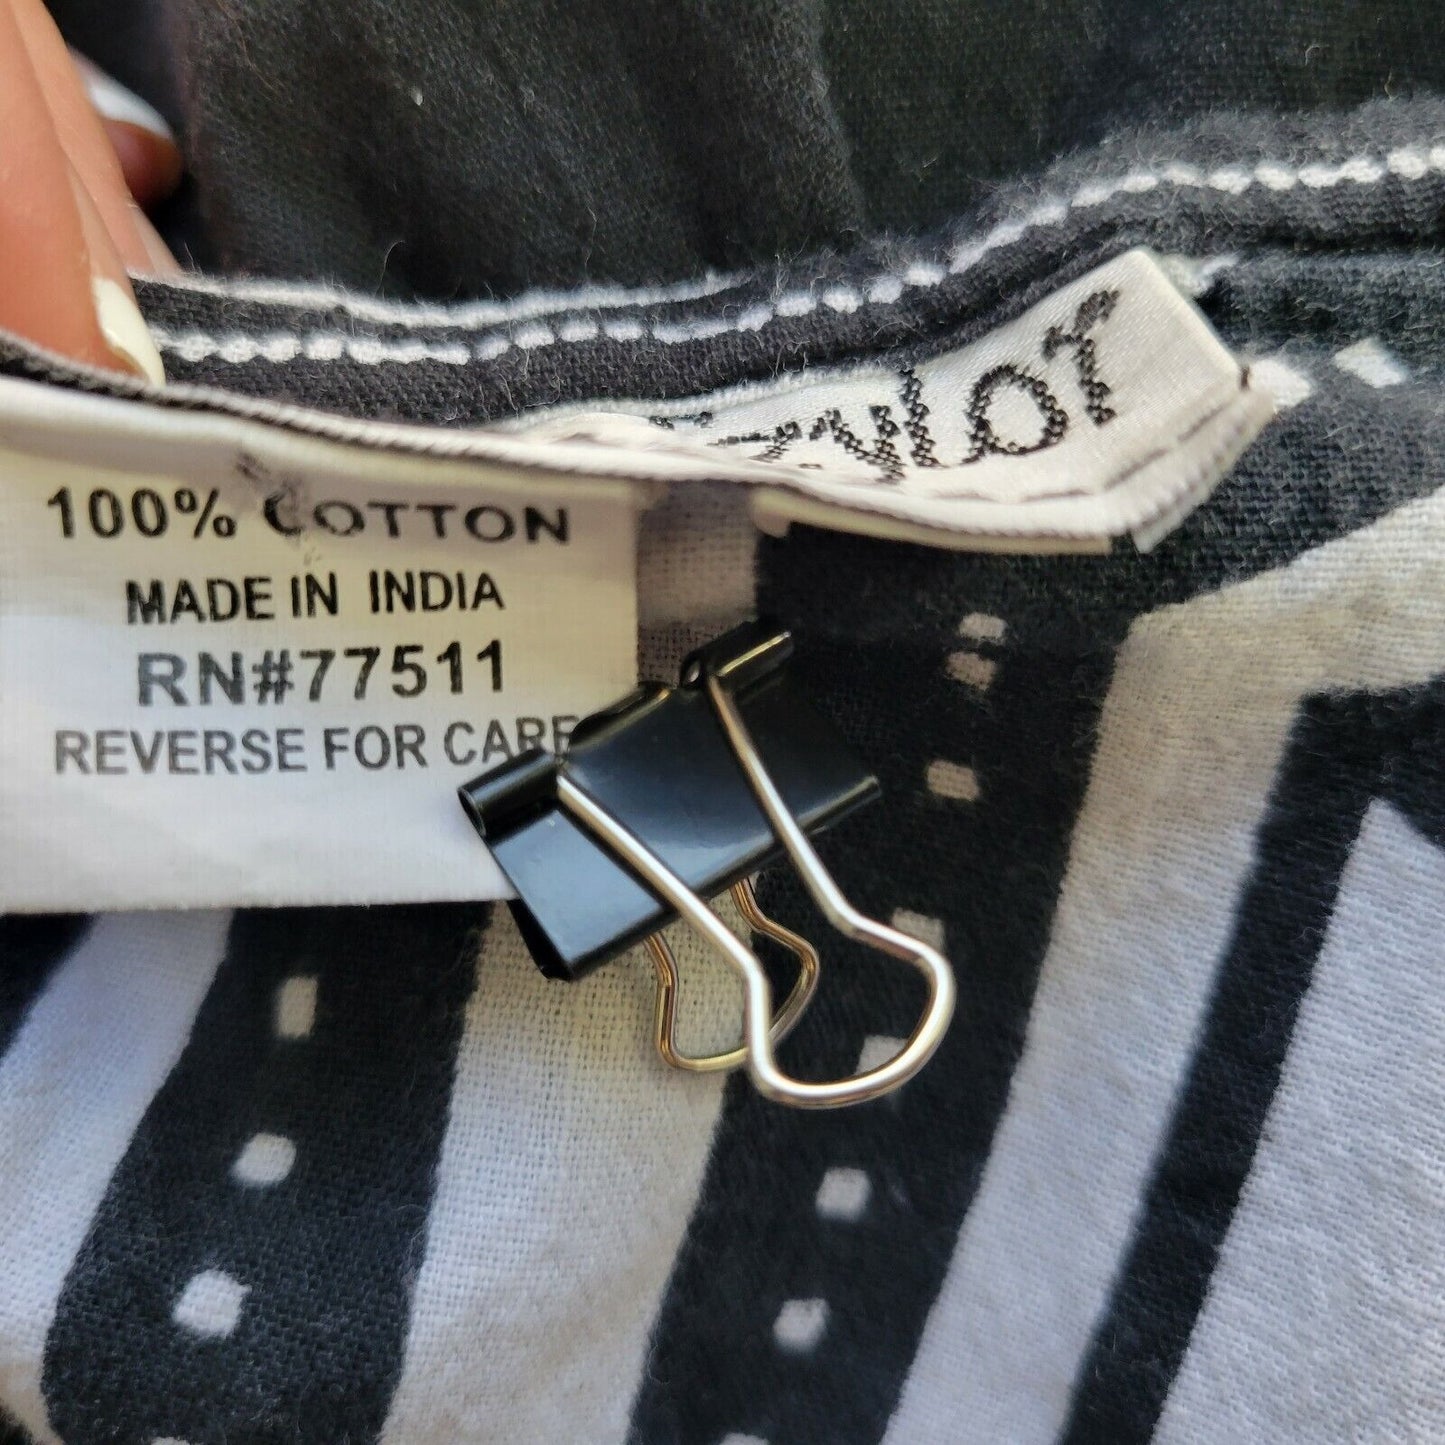 100% COTTON
MADE IN INDIA
RN#77511
REVERSE FOR CARE